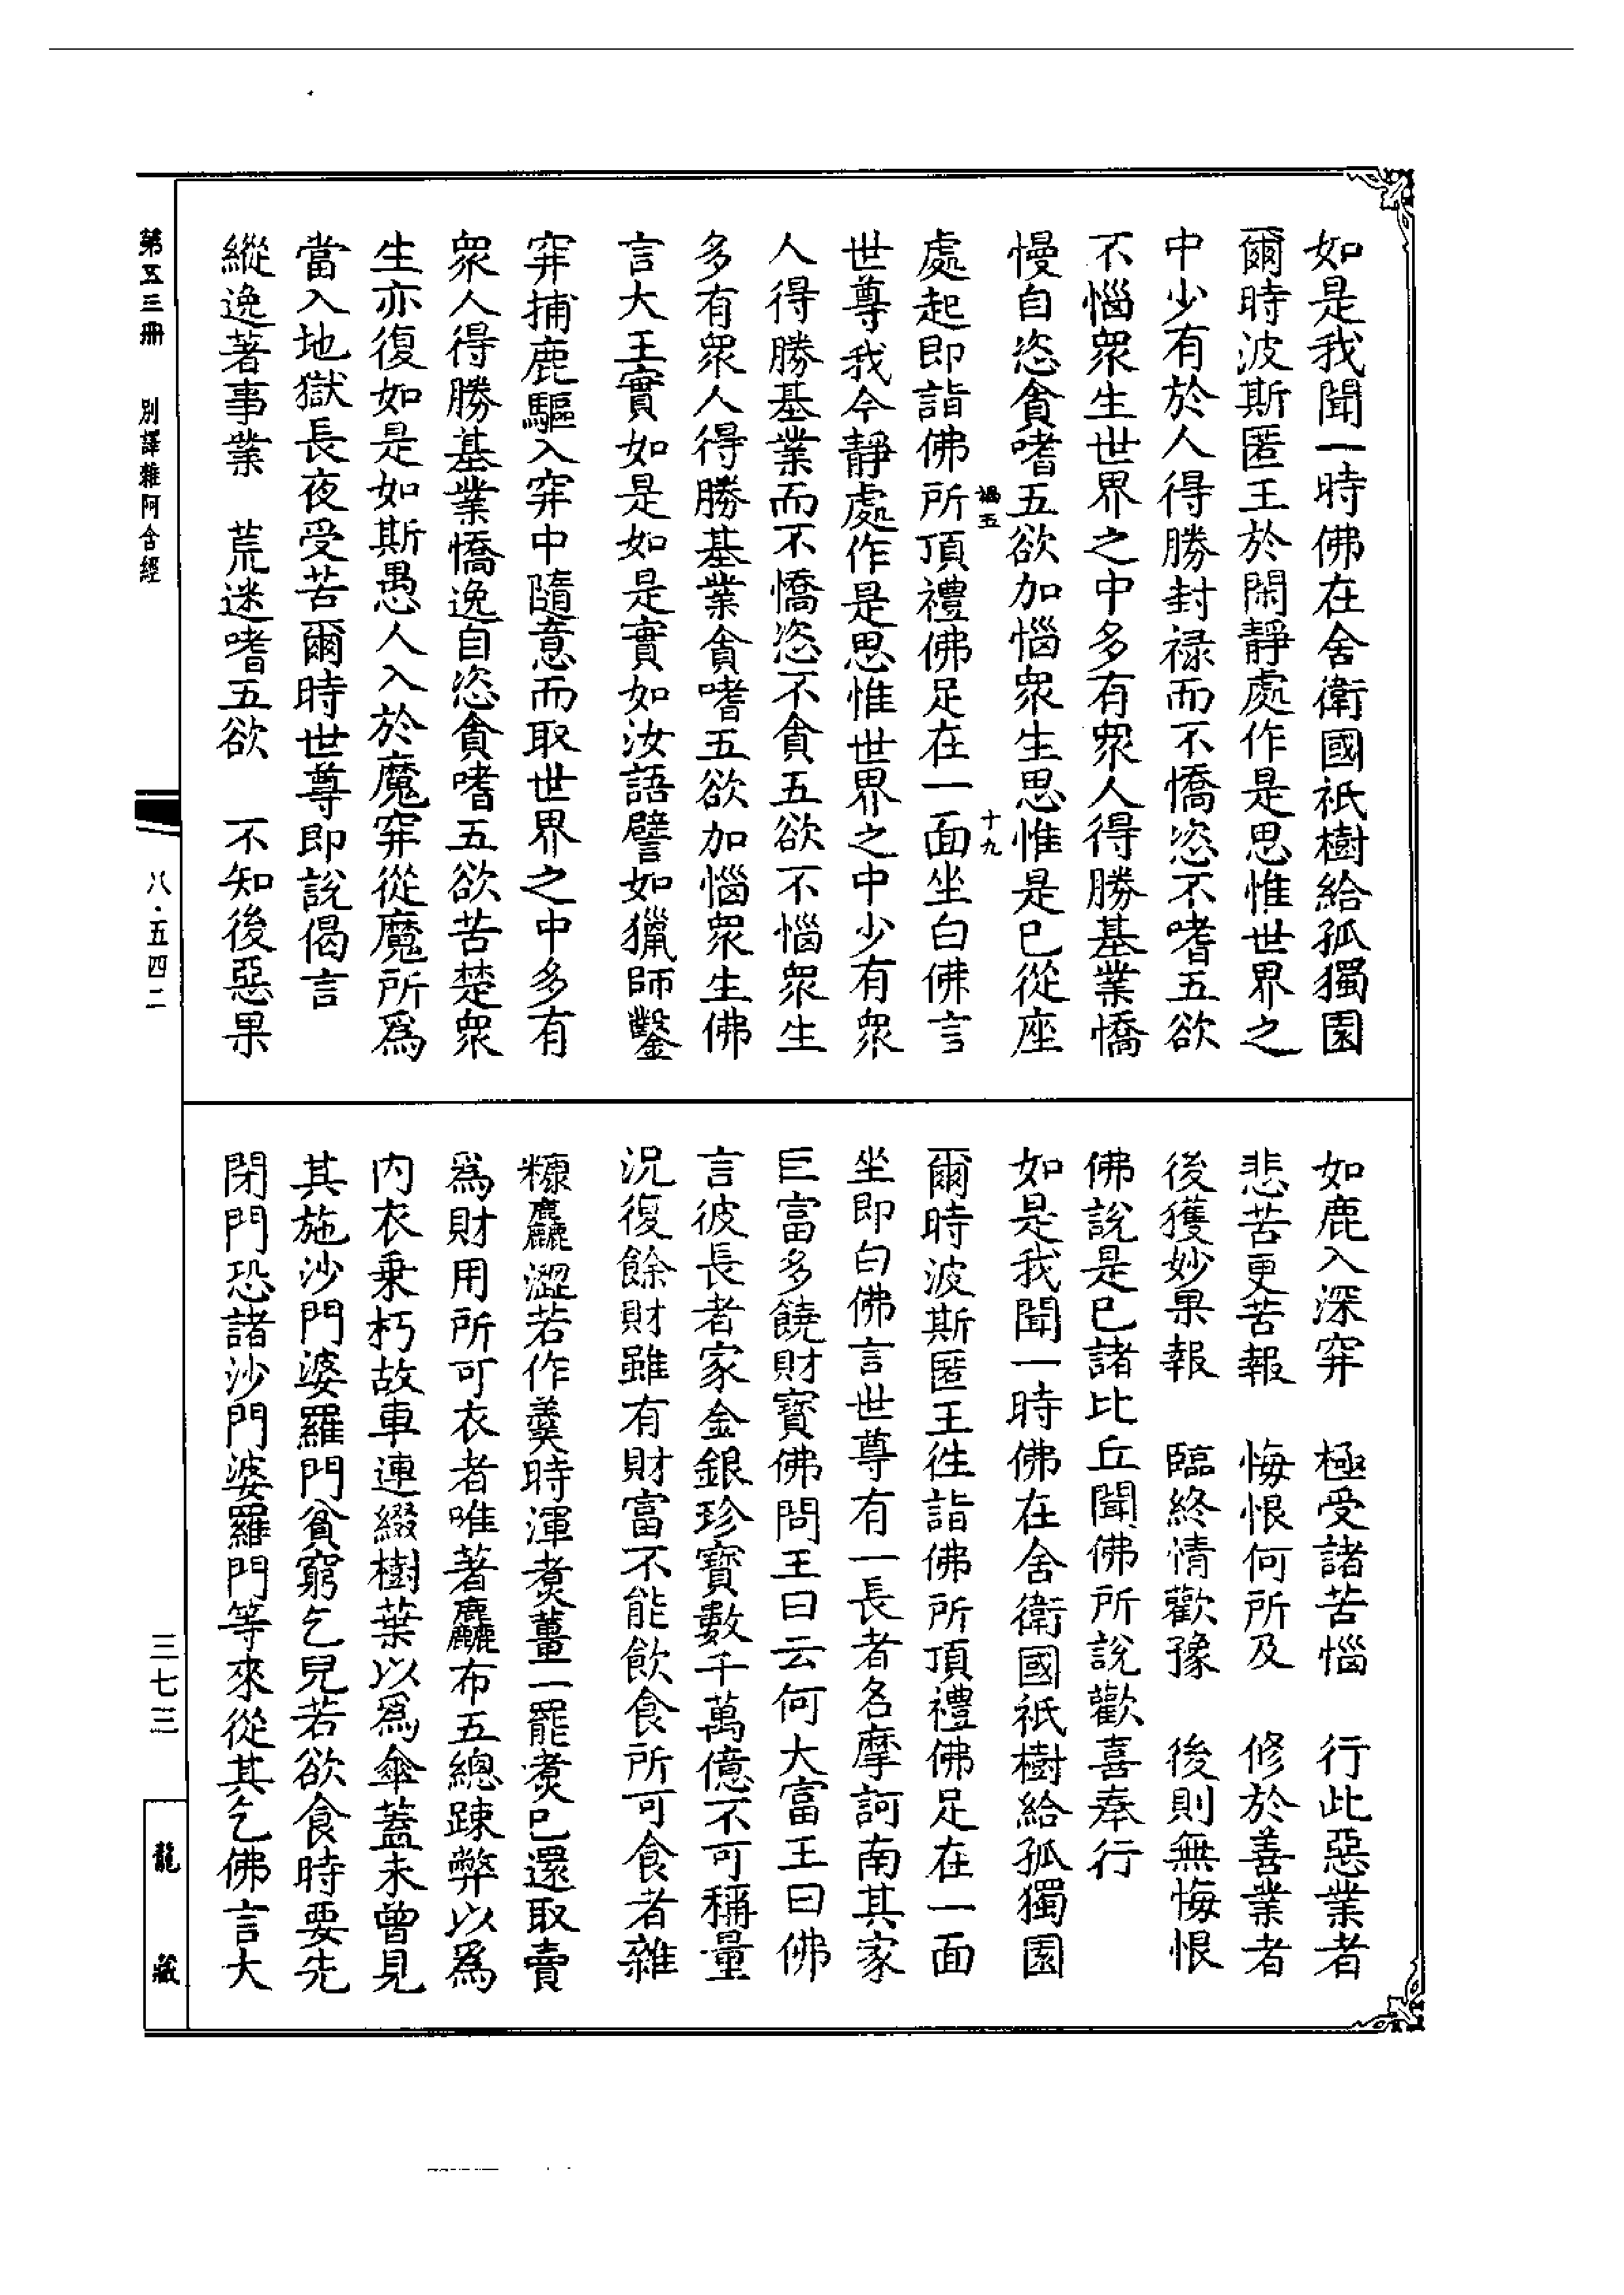 如是我聞一時佛在舍衛國祇樹給孤獨園
爾時波斯匿王於閑靜處作是思惟世界之
中少有於人得勝封禄而不憍恣不嗜五欲
不惱衆生世界之中多有衆人得勝基業憍
慢自恣貪嗜五欲加惱衆生思惟是已從座
禍五
十九
處起即詣佛所頂禮佛足在一面坐白佛言
世尊我今靜處作是思惟世界之中少有衆
人得勝基業而不憍恣不貪五欲不惱衆生
多有衆人得勝基業貪嗜五欲加惱衆生佛
言大王實如是如是實如汝語譬如獵師鑿
穽捕鹿驅入穽中隨意而取世界之中多有
衆人得勝基業憍逸自恣貪嗜五欲苦楚衆
生亦復如是如斯愚人入於魔穽從魔所爲
當入地獄長夜受苦爾時世尊即說偈言
縱逸著事業　荒迷嗜五欲　不知後惡果
如鹿入深穽　極受諸苦惱　行此惡業者
悲苦更苦報　悔恨何所及　修於善業者
後獲妙果報　臨終情歡豫　後則無悔恨
佛說是已諸比丘聞佛所說歡喜奉行
如是我聞一時佛在舍衛國祇樹給孤獨園
爾時波斯匿王往詣佛所頂禮佛足在一面
坐即白佛言世尊有一長者名摩訶南其家
巨富多饒財寶佛問王曰云何大富王曰佛
言彼長者家金銀珍寶數千萬億不可稱量
況復餘財雖有財富不能飲食所可食者雜
糠麤澀若作羹時渾煮薑一罷煮已還取賣
爲財用所可衣者唯著麤布五總踈弊以爲
内衣乗朽故車連綴樹葉以爲傘蓋未曾見
其施沙門婆羅門貧窮乞兒若欲食時要先
閉門恐諸沙門婆羅門等來從其乞佛言大
第五三冊　別譯雜阿含經
八·五四二
三七三
龍藏